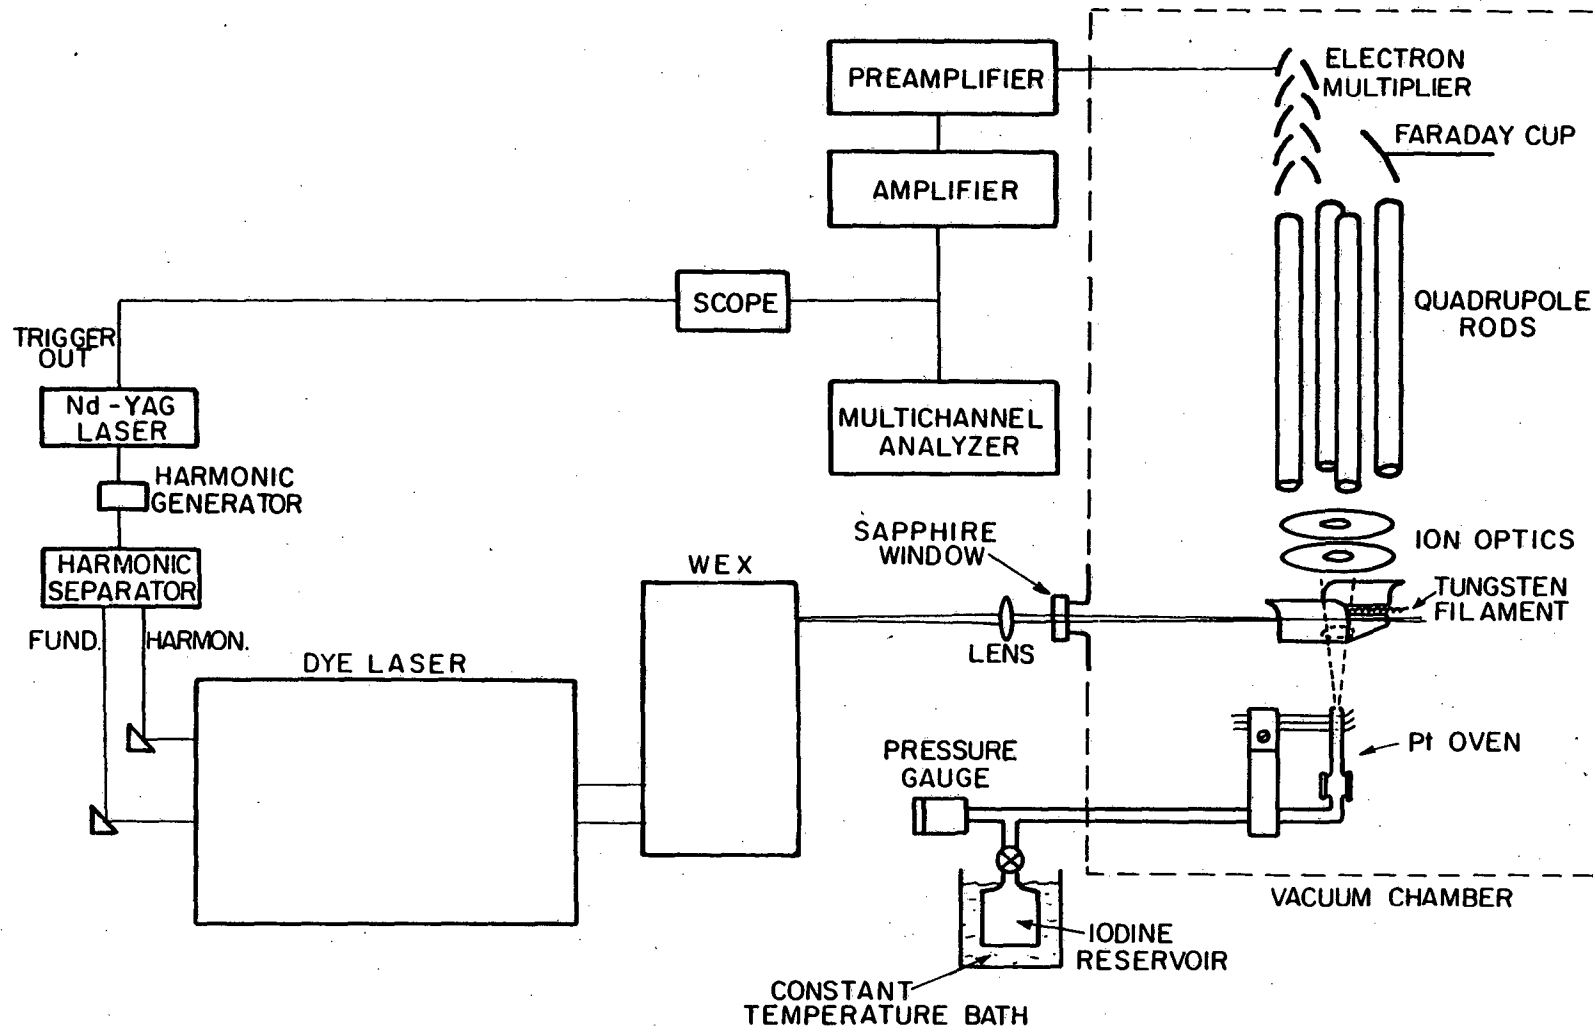 PREAMPLIFIER
ELECTRON
MULTIPLIER
FARADAY CUP
AMPLIFIER
SCOPE
QUADRUPOLE
RODS
TRIGGER
OUT
Nd-YAG
LASER
MULTICHANNEL
ANALYZER
HARMONIC
GENERATOR
SAPPHIRE
WINDOW
ION OPTICS
HARMONIC
SEPARATOR
WEX
TUNGSTEN
FILAMENT
FUND.
HARMON.
LENS
DYE LASER
PRESSURE
GAUGE
Pt OVEN
VACUUM CHAMBER
IODINE
RESERVOIR
CONSTANT
TEMPERATURE BATH